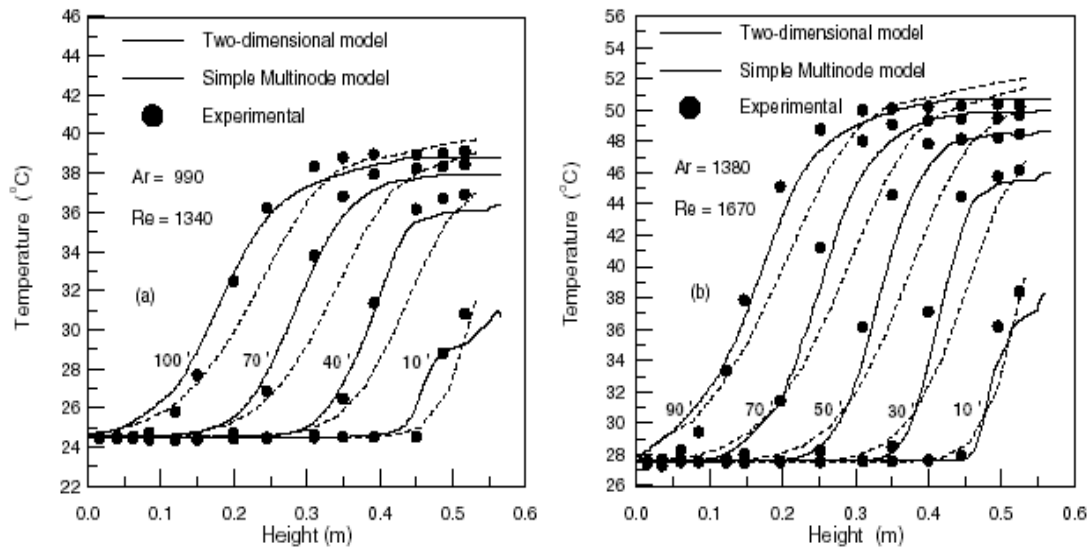 46
44
42
40
38
36
34
32
30
28
26
24
22
Temperature (°C)
Two-dimensional model
Simple Multinode model
Experimental
Ar = 990
Re = 1340
(a)
100 '
70 '
40 '
10 '
0.0 0.1 0.2 0.3 0.4 0.5 0.6
Height (m)
56
54
52
50
48
46
44
42
40
38
36
34
32
30
28
26
Temperature (°C)
Two-dimensional model
Simple Multinode model
Experimental
Ar = 1380
Re = 1670
(b)
90 '
70 '
50 '
30 '
10 '
0.0 0.1 0.2 0.3 0.4 0.5 0.6
Height (m)